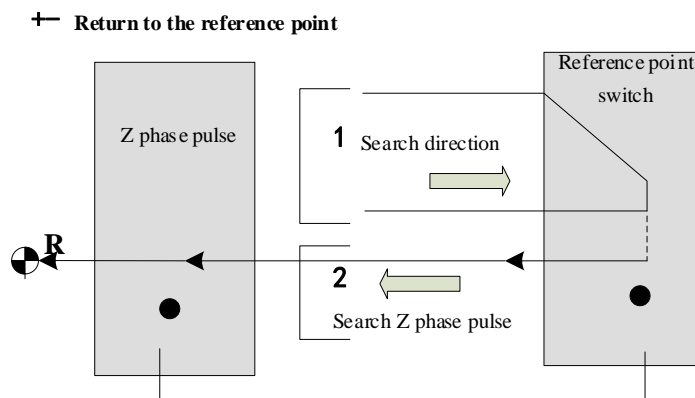 Return to the reference point
Reference point
switch
Z phase pulse
1
Search direction
R
2
Search Z phase pulse